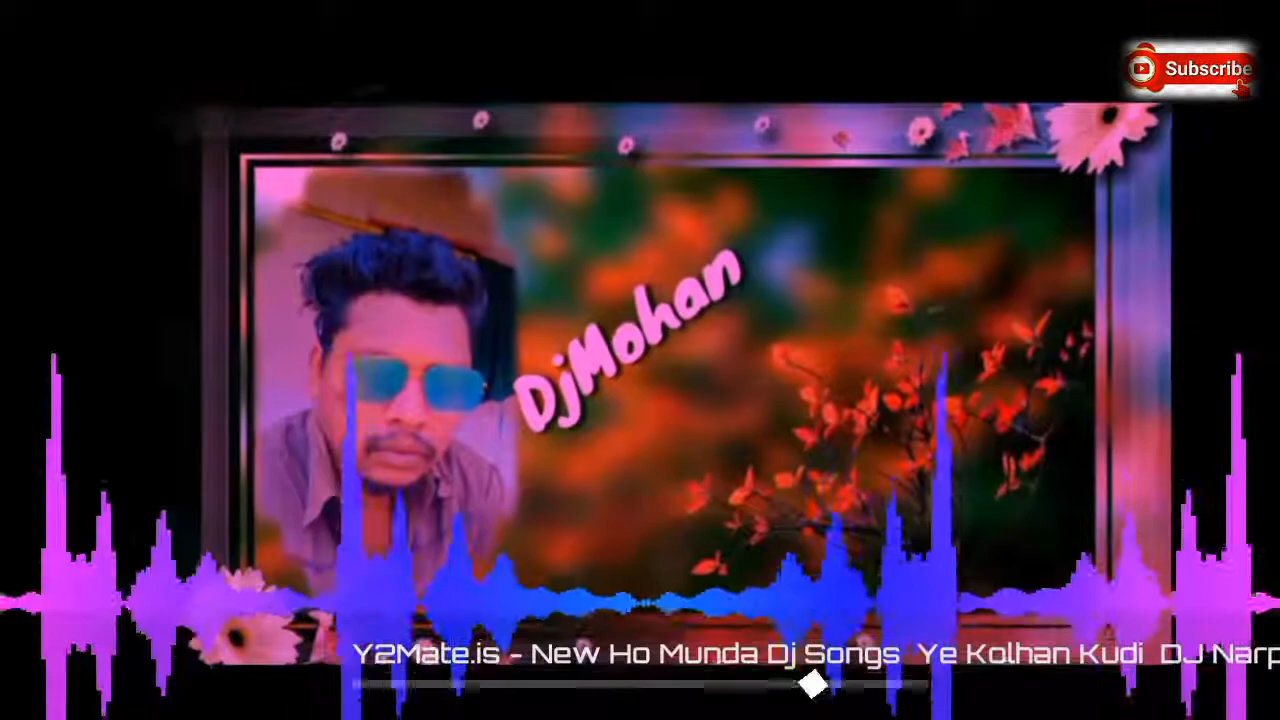 Subscribe
DjMohan
Y2Mate.is - New Ho Munda Dj Songs Ye Kolhan Kudi DJ Narp